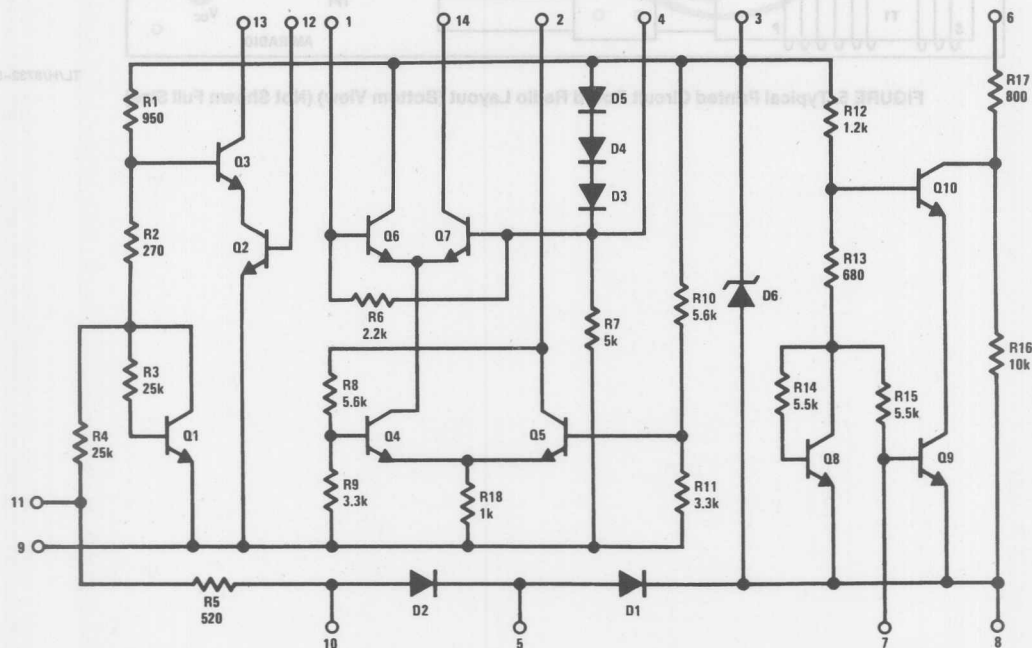 13 12 1 14 2 4 3 6
R1 950
R2 270
R3 25k
R4 25k
Q3
Q2
Q1
Q6 Q7
R6 2.2k
D5
D4
D3
R7 5k
R10 5.6k
D6
R8 5.6k
Q4 Q5
R9 3.3k
R18 1k
R11 3.3k
R12 1.2k
R13 680
R14 5.5k
R15 5.5k
Q8 Q9
Q10
R17 800
R16 10k
11
9
R5 520
D2 D1
10 5 7 8
FIGURE 5. Typical Printed Circuit Board Radio Layout (Bottom View) (Not Shown Full Size)